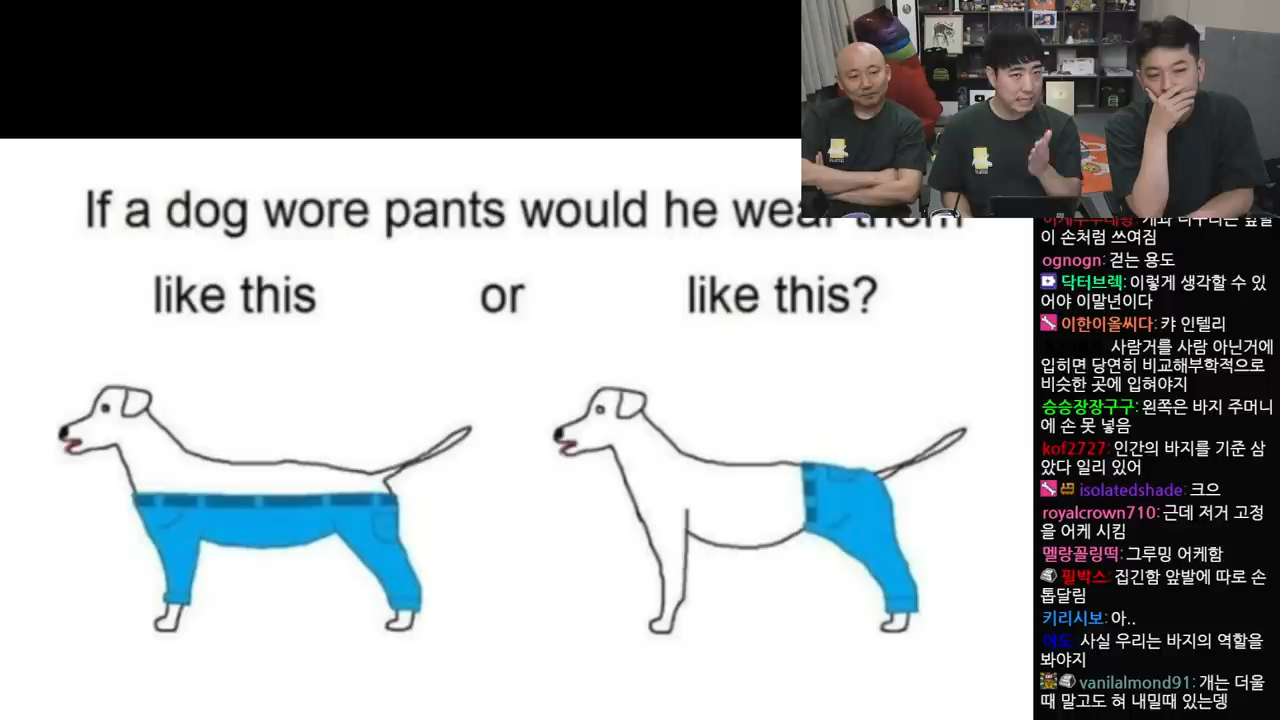 If a dog wore pants would he wear them
like this or like this?
이 손처럼 쓰여짐
ognogn: 걷는 용도
닥터브렉: 이렇게 생각할 수 있
어야 이말년이다
이한이올씨다: 캬 인텔리
사람거를 사람 아닌거에
입히면 당연히 비교해부학적으로
비슷한 곳에 입혀야지
승승장장구구: 왼쪽은 바지 주머니
에 손 못 넣음
kof2727: 인간의 바지를 기준 삼
았다 일리 있어
isolatedshade: 크으
royalcrown710: 근데 저거 고정
을 어케 시킴
멜랑꼴링떡: 그루밍 어케함
필박스: 집긴함 앞발에 따로 손
톱달림
키리시보: 아..
이도: 사실 우리는 바지의 역할을
봐야지
vanilalmond91: 개는 더울
때 말고도 혀 내밀때 있는뎅